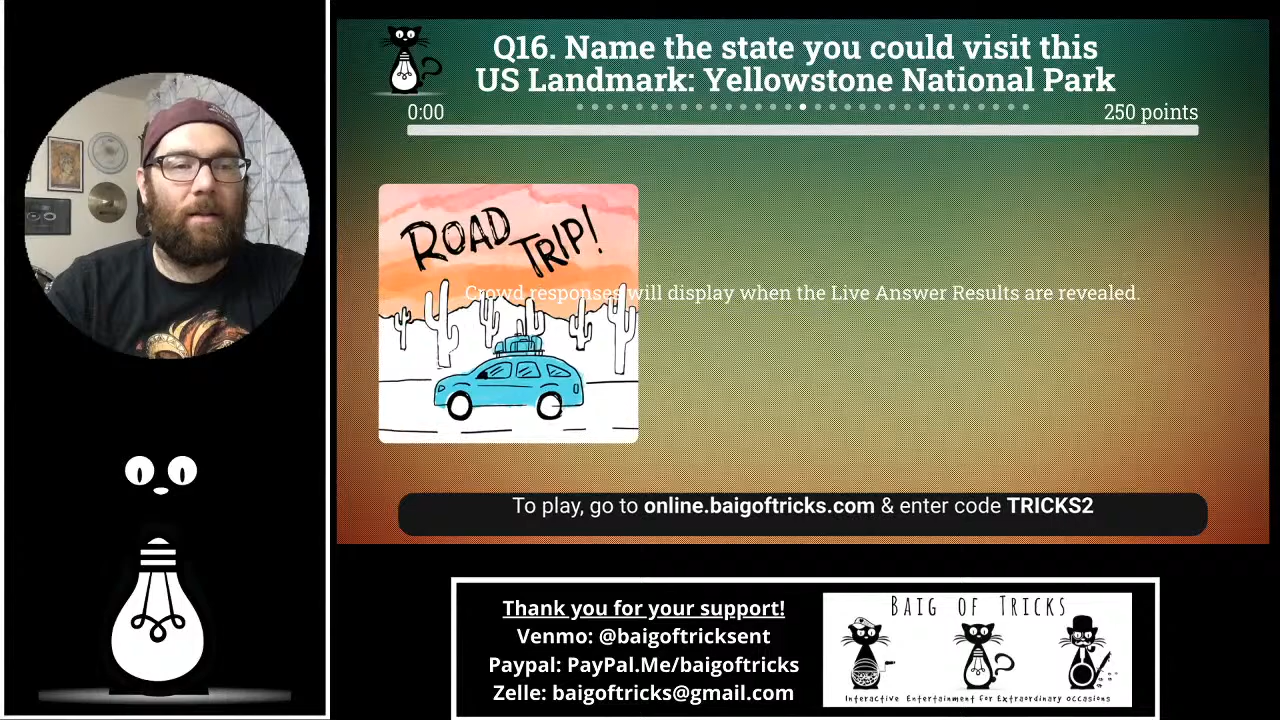 Q16. Name the state you could visit this
US Landmark: Yellowstone National Park
0:00
250 points
ROAD
TRIP!
Crowd responses will display when the Live Answer Results are revealed.
To play, go to online.baigoftricks.com & enter code TRICKS2
Thank you for your support!
Venmo: @baigoftricksent
Paypal: PayPal.Me/baigoftricks
Zelle: baigoftricks@gmail.com
BAIG OF TRICKS
Interactive Entertainment for Extraordinary occasions